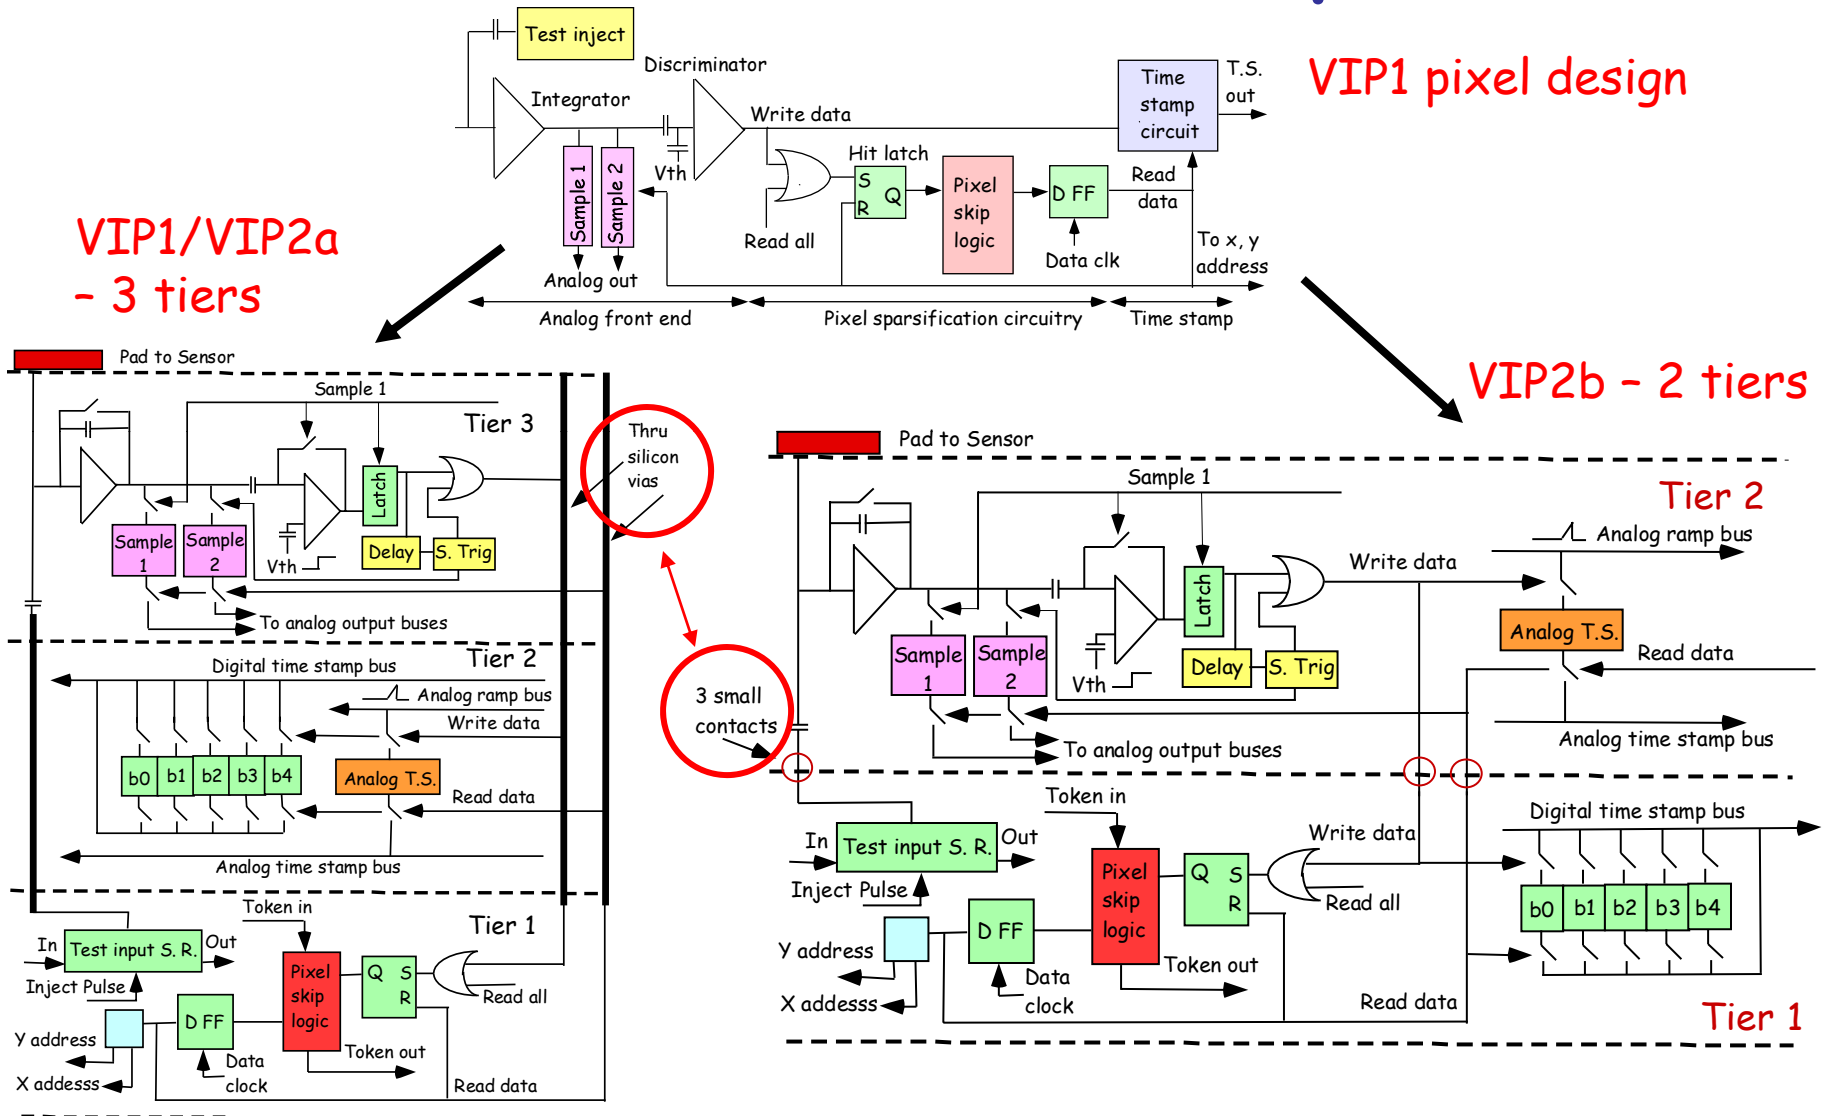 Test inject
Discriminator
Integrator
Write data
Time
stamp
circuit
T.S.
out
VIP1 pixel design
Sample 1
Sample 2
Vth
Hit latch
S
R
Q
Pixel
skip
logic
D FF
Read
data
Read all
Data clk
To x, y
address
Analog out
Analog front end
Pixel sparsification circuitry
Time stamp
VIP1/VIP2a
– 3 tiers
VIP2b – 2 tiers
Pad to Sensor
Sample 1
Tier 3
Thru
silicon
vias
Latch
Sample
1
Sample
2
Vth
Delay
S. Trig
To analog output buses
Tier 2
Digital time stamp bus
Analog ramp bus
Write data
b0
b1
b2
b3
b4
Analog T.S.
Read data
Analog time stamp bus
Token in
Tier 1
In
Test input S. R.
Out
Inject Pulse
Pixel
skip
logic
Q
S
R
Read all
D FF
Y address
X addesss
Data
clock
Token out
Read data
3 small
contacts
Pad to Sensor
Sample 1
Tier 2
Analog ramp bus
Write data
Latch
Analog T.S.
Sample
1
Sample
2
Vth
Delay
S. Trig
Read data
To analog output buses
Analog time stamp bus
Token in
Digital time stamp bus
In
Test input S. R.
Out
Write data
Inject Pulse
Pixel
skip
logic
Q
S
R
Read all
b0
b1
b2
b3
b4
D FF
Y address
X addesss
Data
clock
Token out
Read data
Tier 1